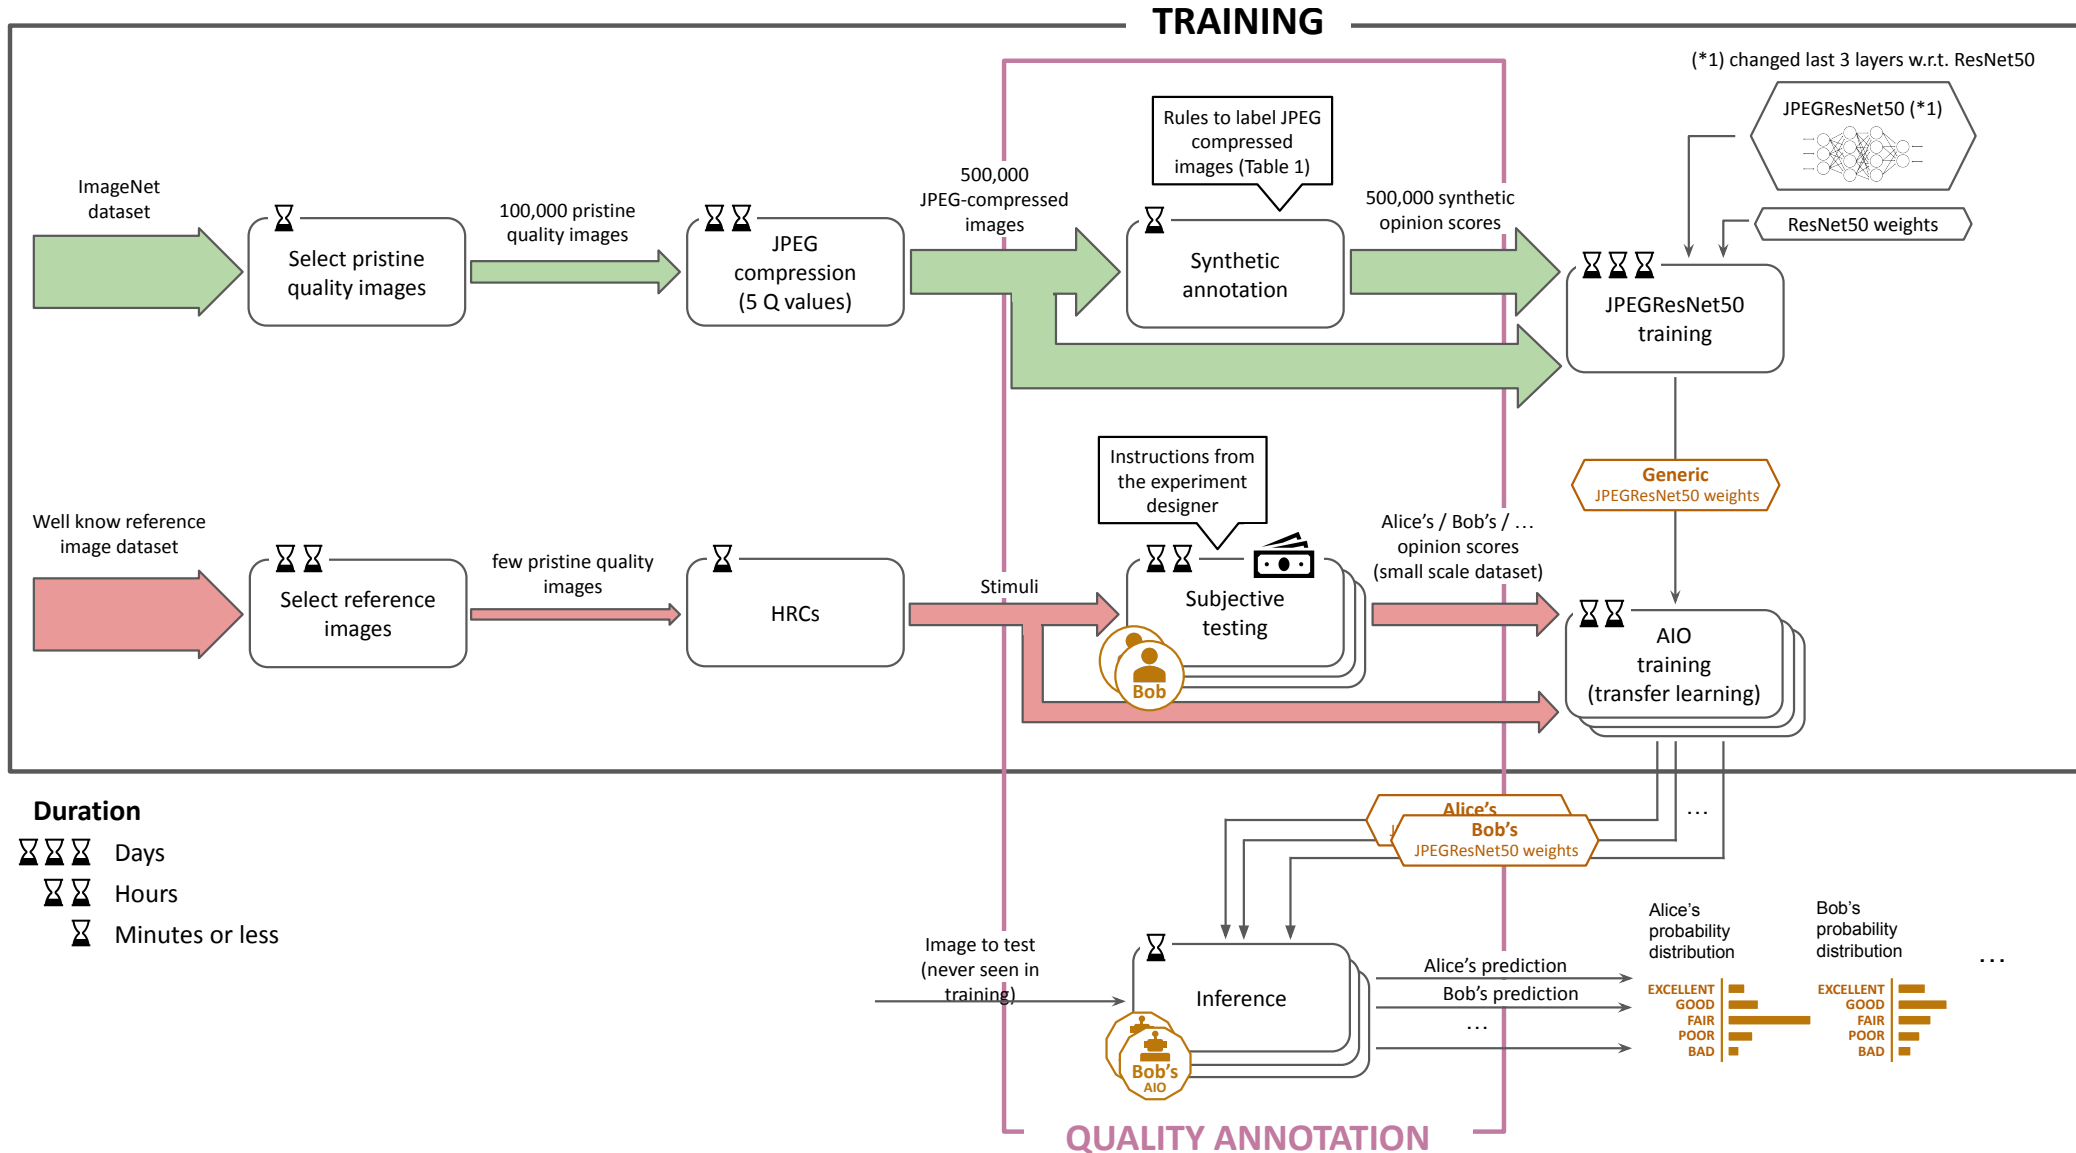 TRAINING
(*1) changed last 3 layers w.r.t. ResNet50
JPEGResNet50 (*1)
ResNet50 weights
Rules to label JPEG
compressed
images (Table 1)
ImageNet
dataset
Select pristine
quality images
100,000 pristine
quality images
JPEG
compression
(5 Q values)
500,000
JPEG-compressed
images
Synthetic
annotation
500,000 synthetic
opinion scores
JPEGResNet50
training
Generic
JPEGResNet50 weights
Instructions from
the experiment
designer
Well know reference
image dataset
Select reference
images
few pristine quality
images
HRCs
Stimuli
Subjective
testing
Bob
Alice's / Bob's / ...
opinion scores
(small scale dataset)
AIO
training
(transfer learning)
Duration
Days
Hours
Minutes or less
Alice's
J
Bob's
JPEGResNet50 weights
...
Image to test
(never seen in
training)
Inference
Bob's
AIO
Alice's prediction
Bob's prediction
...
Alice's
probability
distribution
EXCELLENT
GOOD
FAIR
POOR
BAD
Bob's
probability
distribution
EXCELLENT
GOOD
FAIR
POOR
BAD
...
QUALITY ANNOTATION